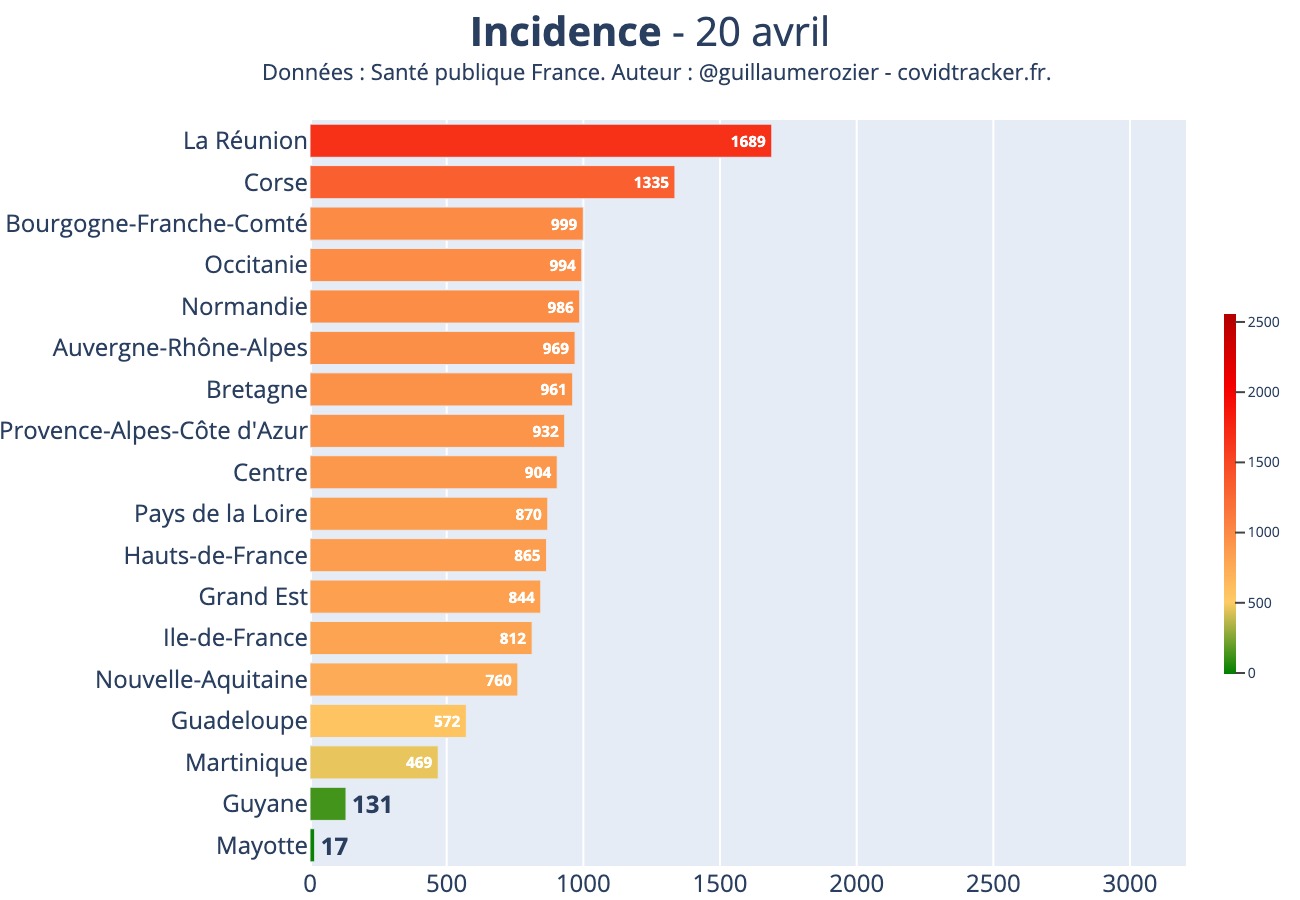 Incidence - 20 avril
Données : Santé publique France. Auteur : @guillaumerozier - covidtracker.fr.
La Réunion 1689
Corse 1335
Bourgogne-Franche-Comté 999
Occitanie 994
Normandie 986
Auvergne-Rhône-Alpes 969
Bretagne 961
Provence-Alpes-Côte d'Azur 932
Centre 904
Pays de la Loire 870
Hauts-de-France 865
Grand Est 844
Ile-de-France 812
Nouvelle-Aquitaine 760
Guadeloupe 572
Martinique 469
Guyane 131
Mayotte 17
0 500 1000 1500 2000 2500 3000
2500
2000
1500
1000
500
0